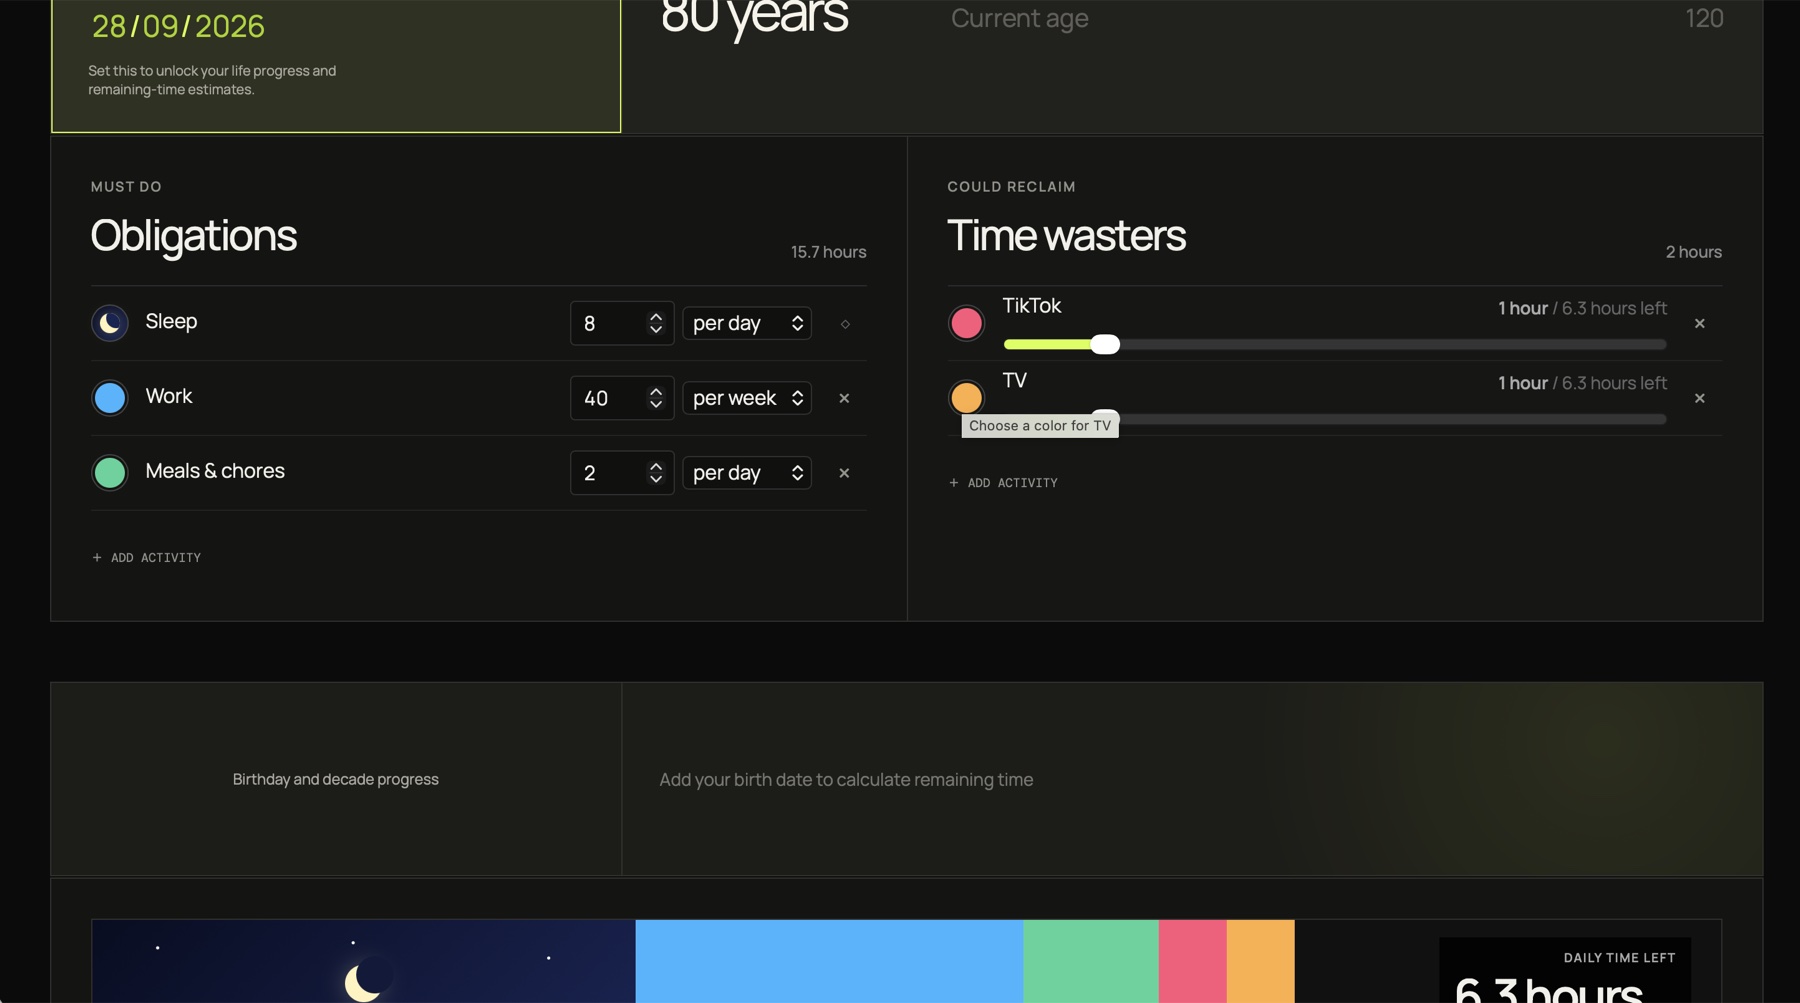 28/09/2026
Set this to unlock your life progress and
remaining-time estimates.
80 years
Current age
120
MUST DO
Obligations
15.7 hours
Sleep
8
per day
Work
40
per week
Meals & chores
2
per day
+ ADD ACTIVITY
COULD RECLAIM
Time wasters
2 hours
TikTok
1 hour / 6.3 hours left
TV
1 hour / 6.3 hours left
Choose a color for TV
+ ADD ACTIVITY
Birthday and decade progress
Add your birth date to calculate remaining time
DAILY TIME LEFT
6.3 hours